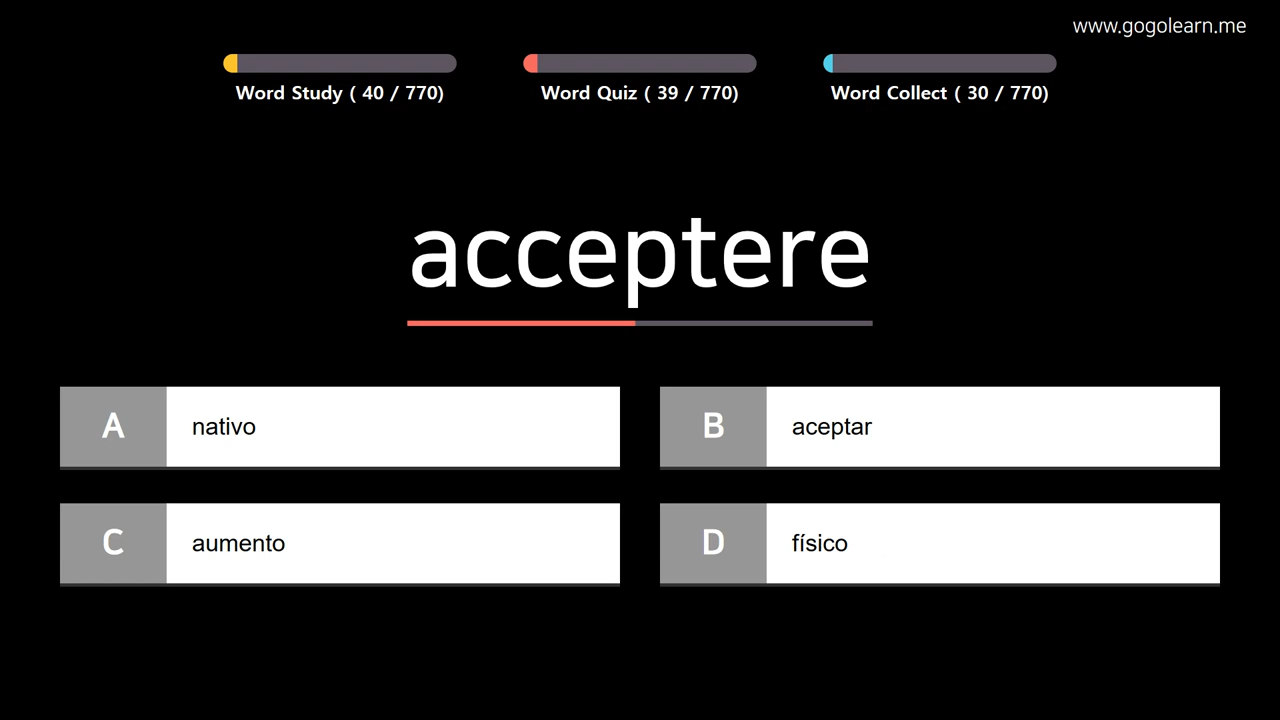 www.gogolearn.me
Word Study ( 40 / 770)
Word Quiz ( 39 / 770)
Word Collect ( 30 / 770)
acceptere
A nativo
B aceptar
C aumento
D físico